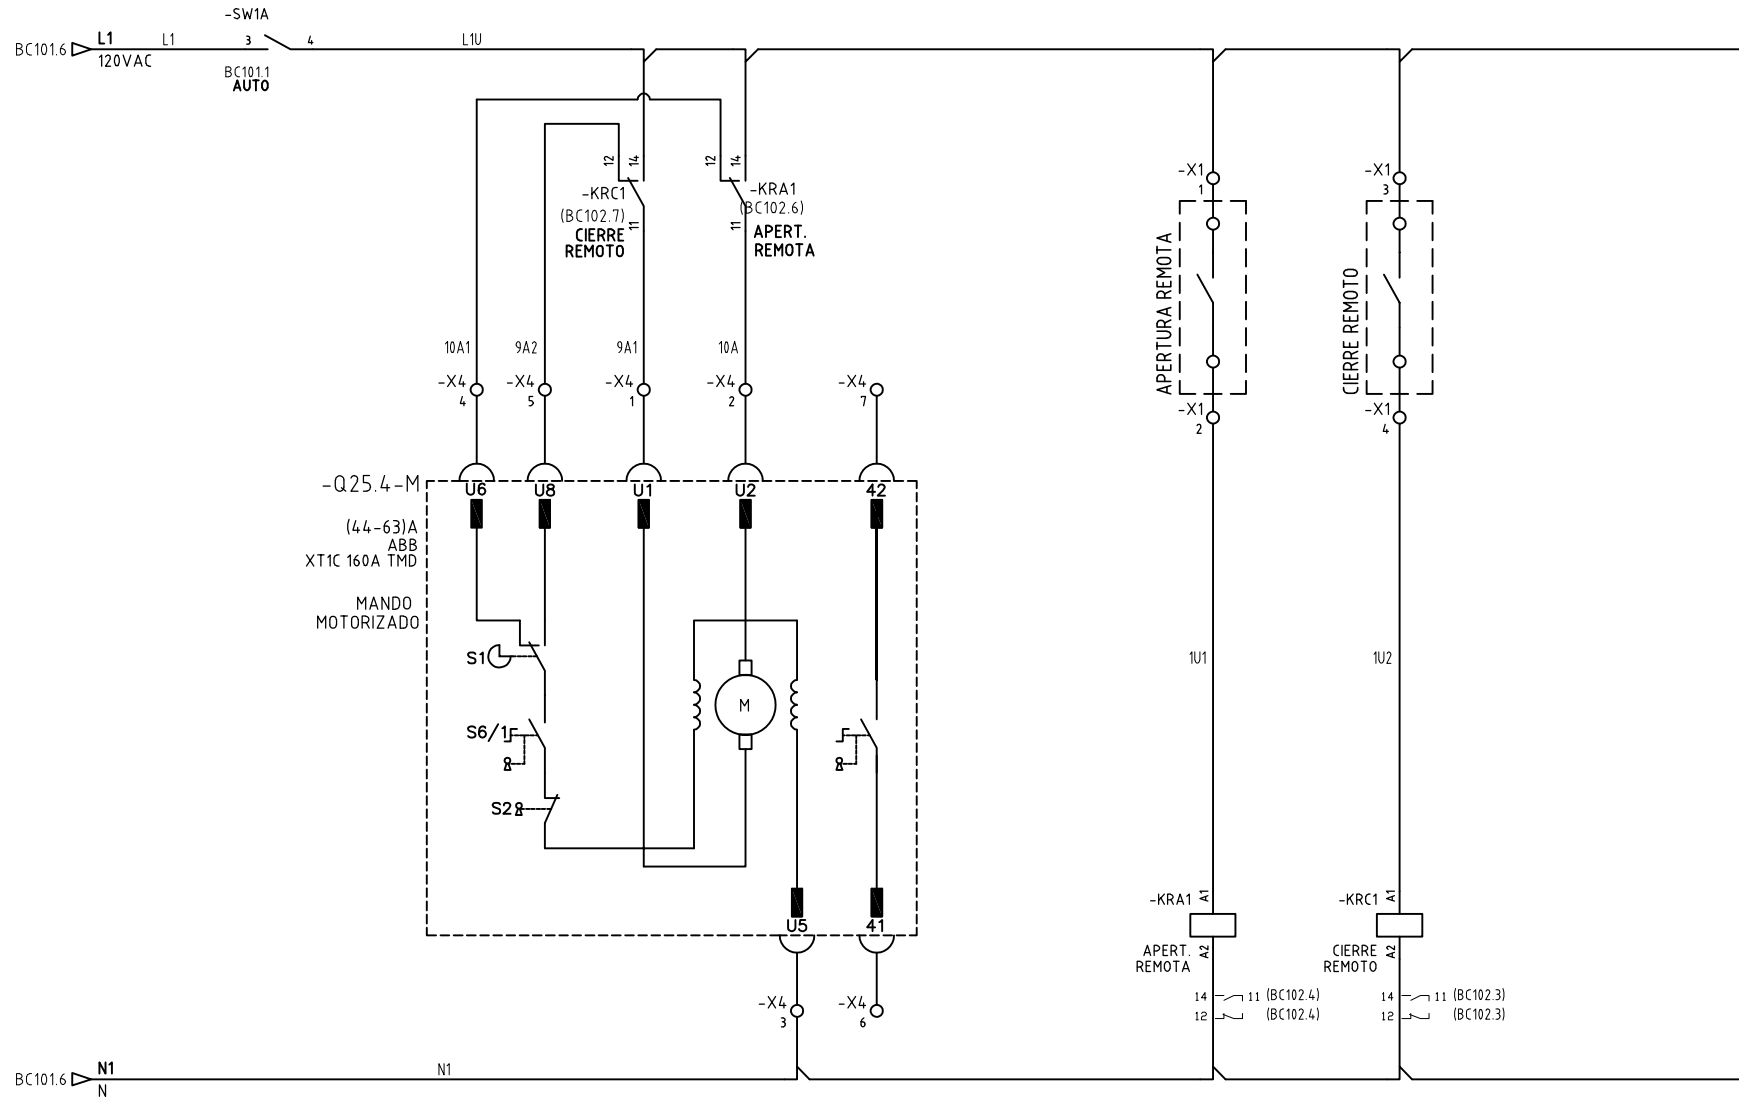 -SW1A
BC101.6
L1
L1
3
4
L1U
120VAC
BC101.1
AUTO
12
14
12
14
-KRC1
(BC102.7)
CIERRE
REMOTO
11
-KRA1
(BC102.6)
APERT.
REMOTA
11
-X1
1
-X1
3
APERTURA REMOTA
CIERRE REMOTO
10A1
9A2
9A1
10A
-X4
4
-X4
5
-X4
1
-X4
2
-X4
7
-X1
2
-X1
4
-Q25.4-M
U6
U8
U1
U2
42
(44-63)A
ABB
XT1C 160A TMD
MANDO
MOTORIZADO
S1
M
S6/1
S2
1U1
1U2
-KRA1
A1
-KRC1
A1
U5
41
APERT.
REMOTA
A2
CIERRE
REMOTO
A2
14
11
(BC102.4)
12
(BC102.4)
14
11
(BC102.3)
12
(BC102.3)
-X4
3
-X4
6
BC101.6
N1
N
N1